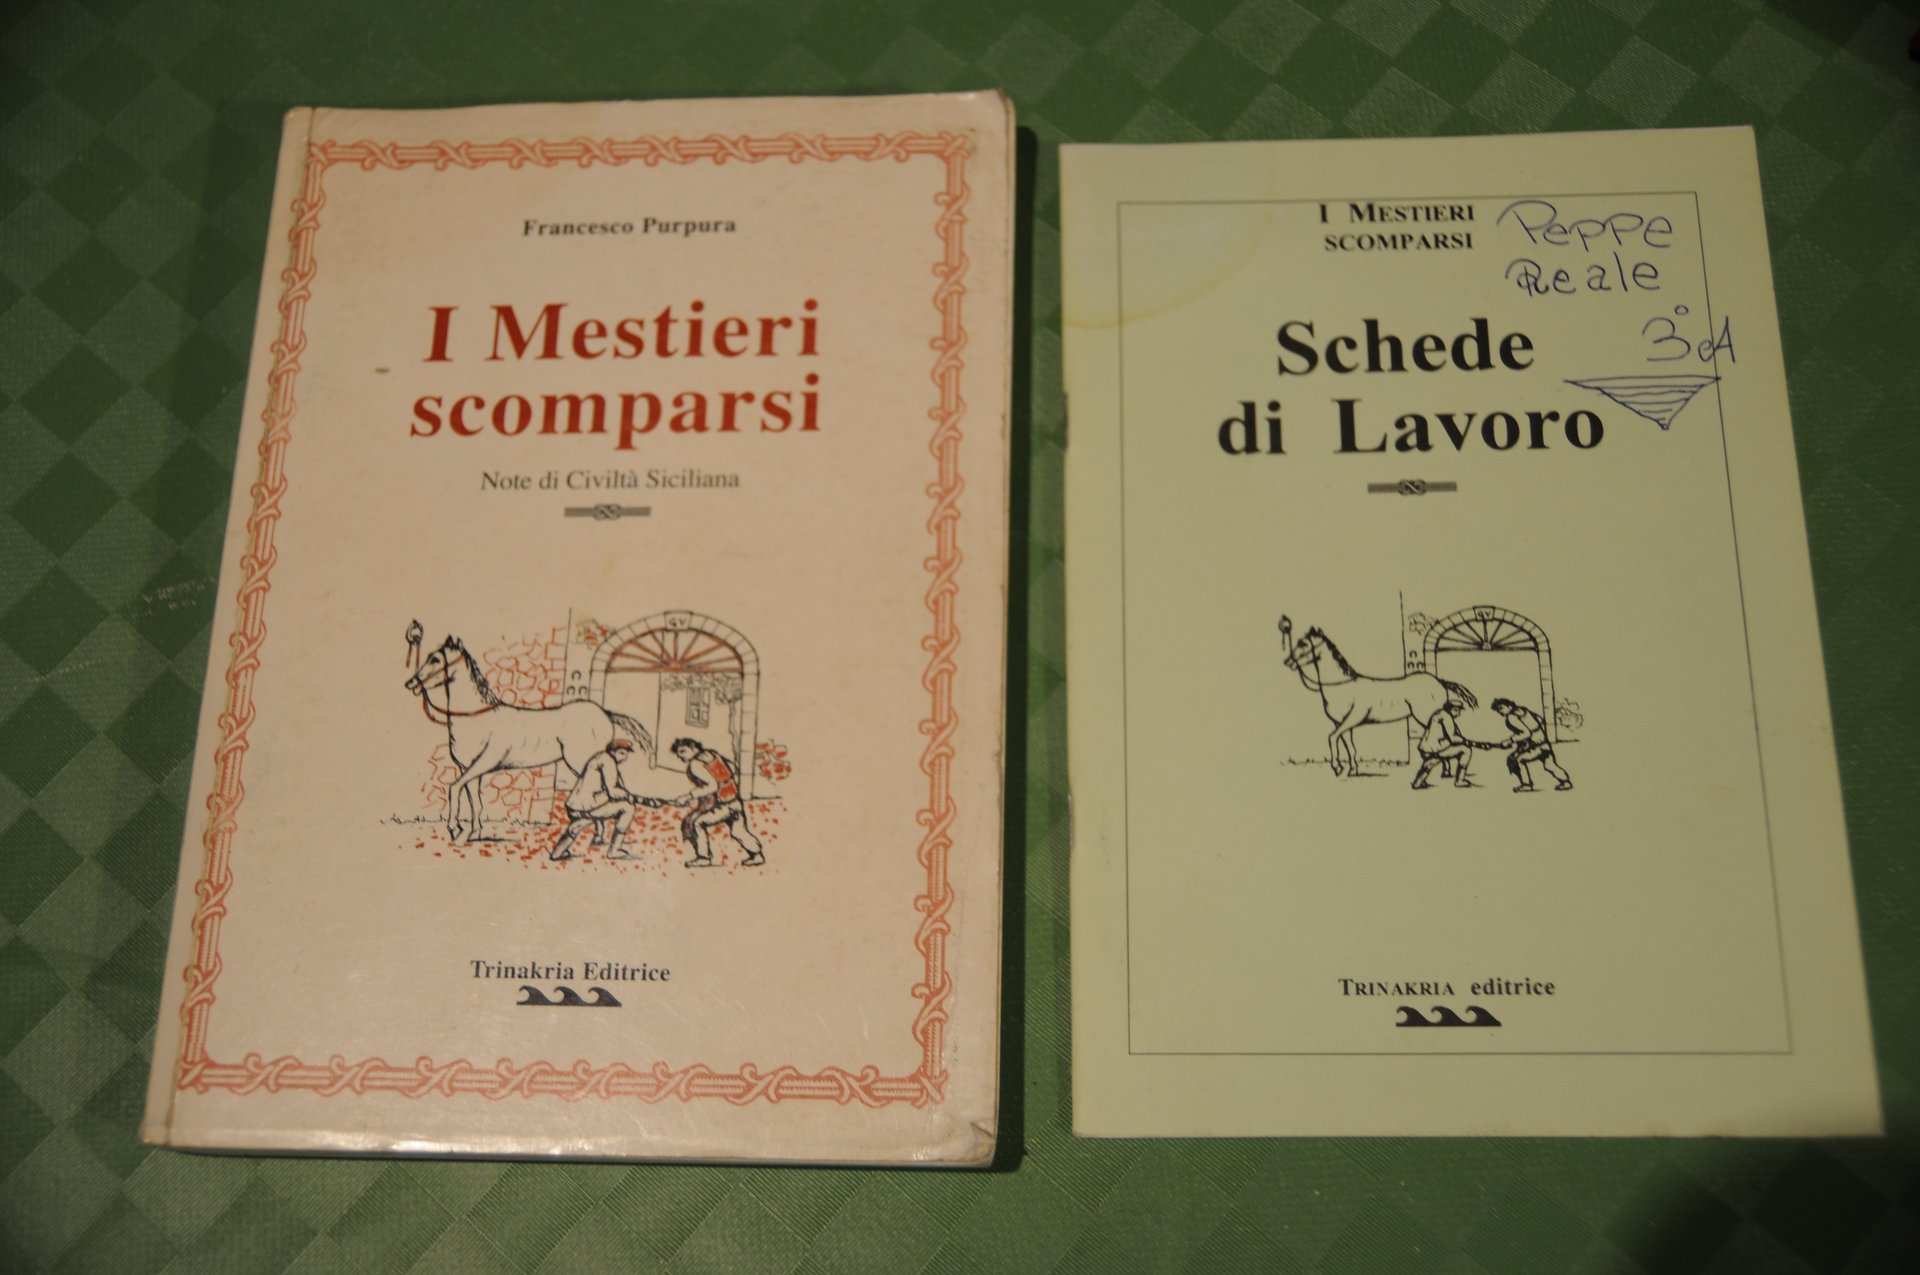 Francesco Purpura
I Mestieri
scomparsi
Note di Civiltà Siciliana
Trinakria Editrice
I MESTIERI
SCOMPARSI
Peppe
Reale
3° A
Schede
di Lavoro
TRINAKRIA editrice